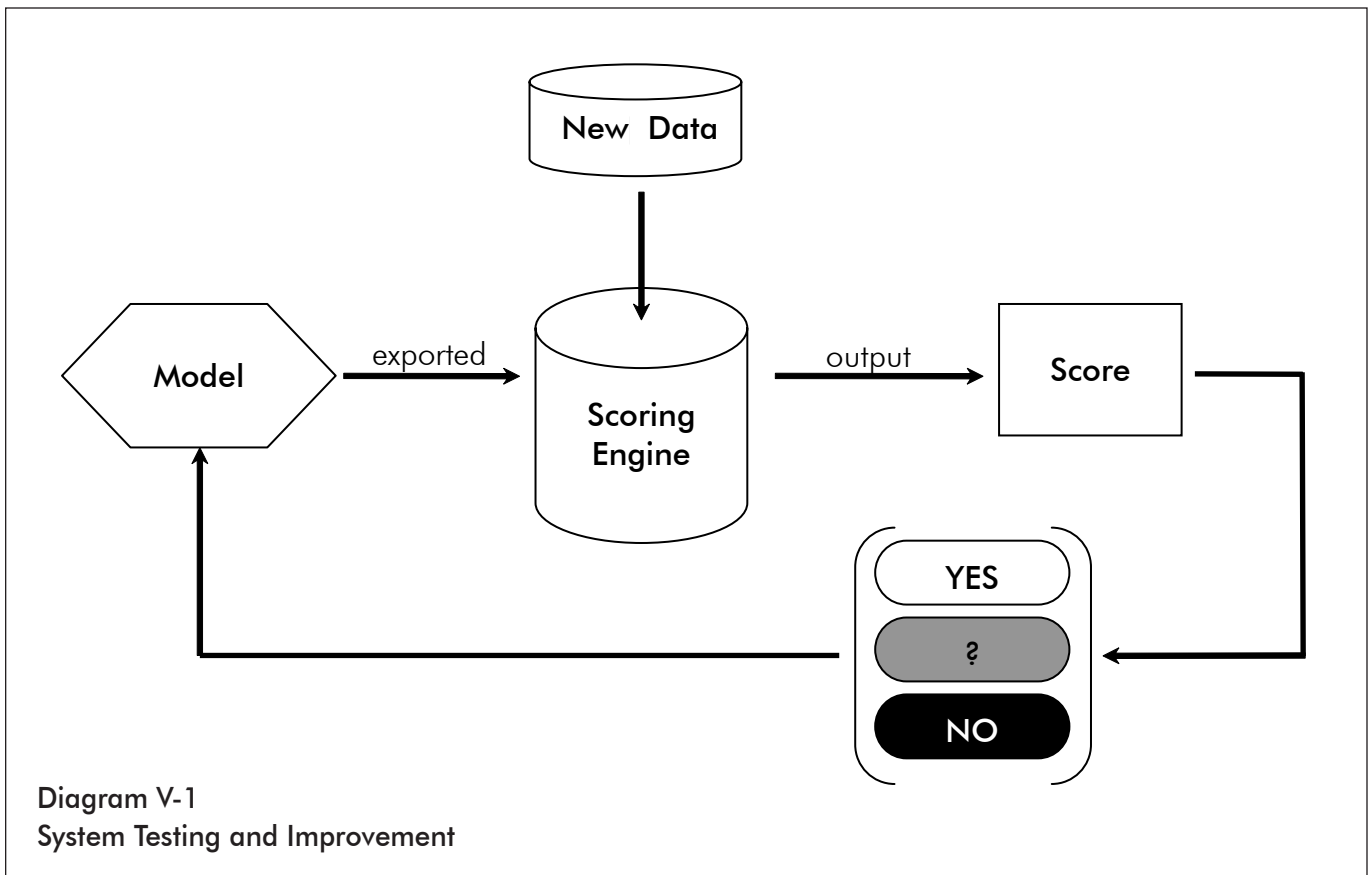 New Data
Model
exported
Scoring
Engine
output
Score
YES
?
NO
Diagram V-1
System Testing and Improvement